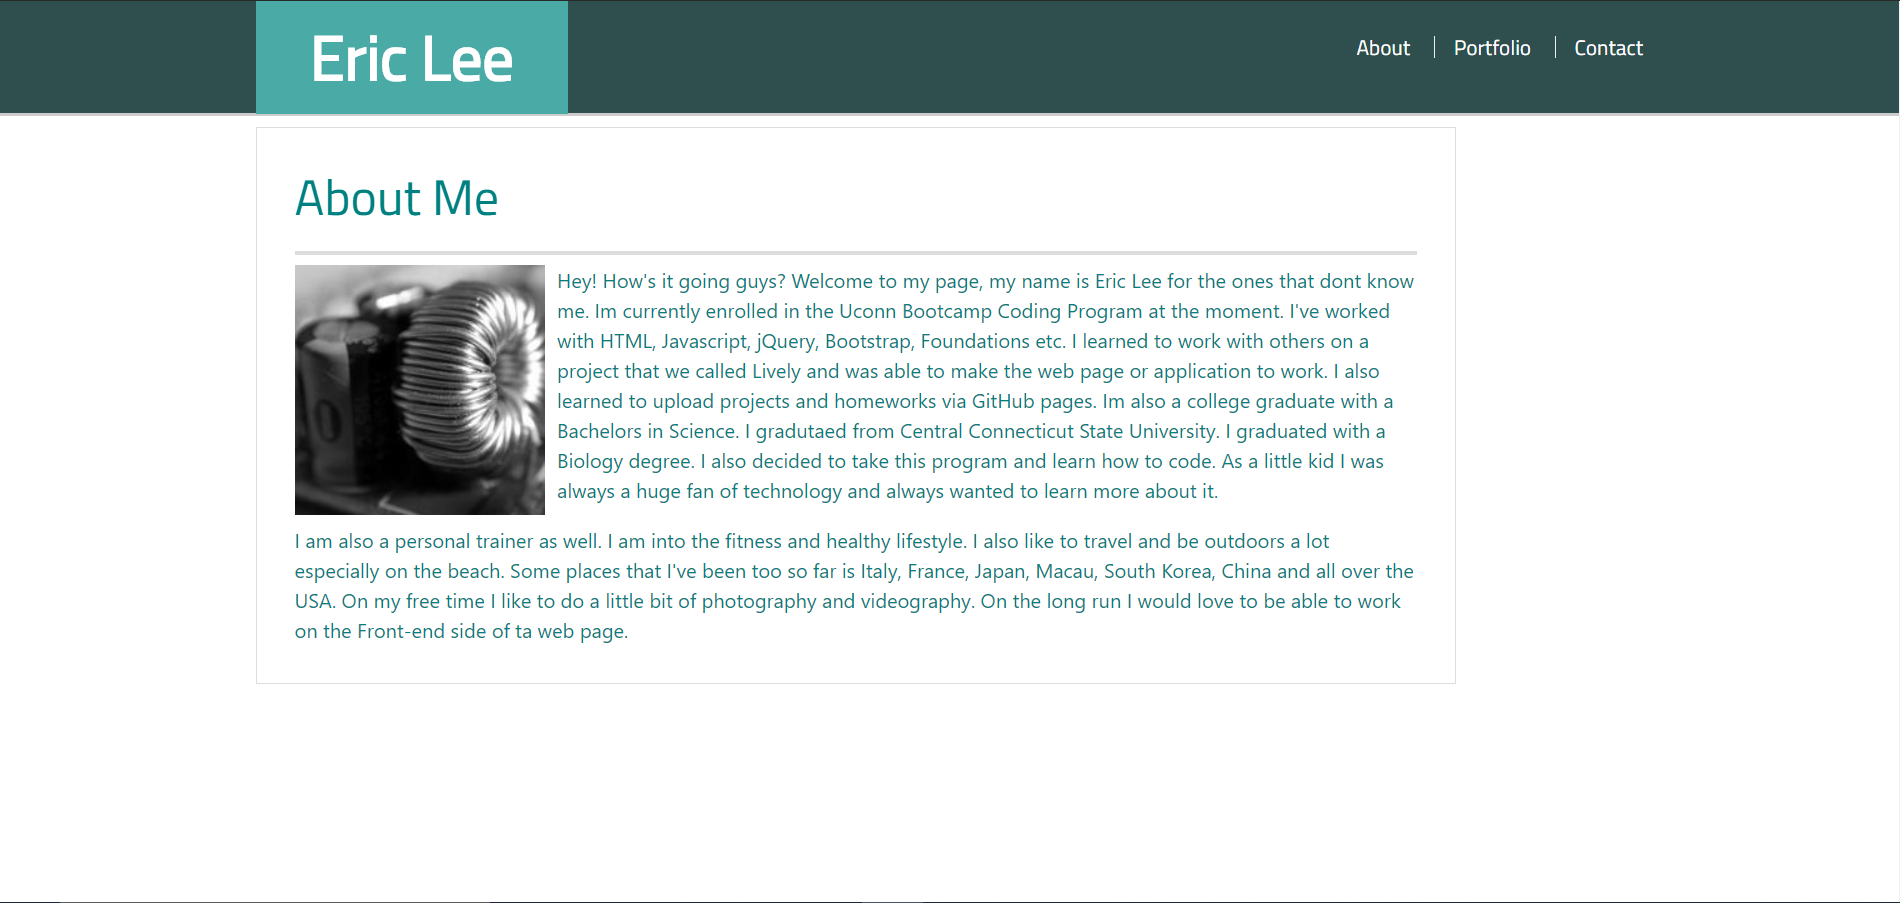 Eric Lee
About
Portfolio
Contact
About Me
Hey! How's it going guys? Welcome to my page, my name is Eric Lee for the ones that dont know
me. Im currently enrolled in the Uconn Bootcamp Coding Program at the moment. I've worked
with HTML, Javascript, jQuery, Bootstrap, Foundations etc. I learned to work with others on a
project that we called Lively and was able to make the web page or application to work. I also
learned to upload projects and homeworks via GitHub pages. Im also a college graduate with a
Bachelors in Science. I gradutaed from Central Connecticut State University. I graduated with a
Biology degree. I also decided to take this program and learn how to code. As a little kid I was
always a huge fan of technology and always wanted to learn more about it.
I am also a personal trainer as well. I am into the fitness and healthy lifestyle. I also like to travel and be outdoors a lot
especially on the beach. Some places that I've been too so far is Italy, France, Japan, Macau, South Korea, China and all over the
USA. On my free time I like to do a little bit of photography and videography. On the long run I would love to be able to work
on the Front-end side of ta web page.